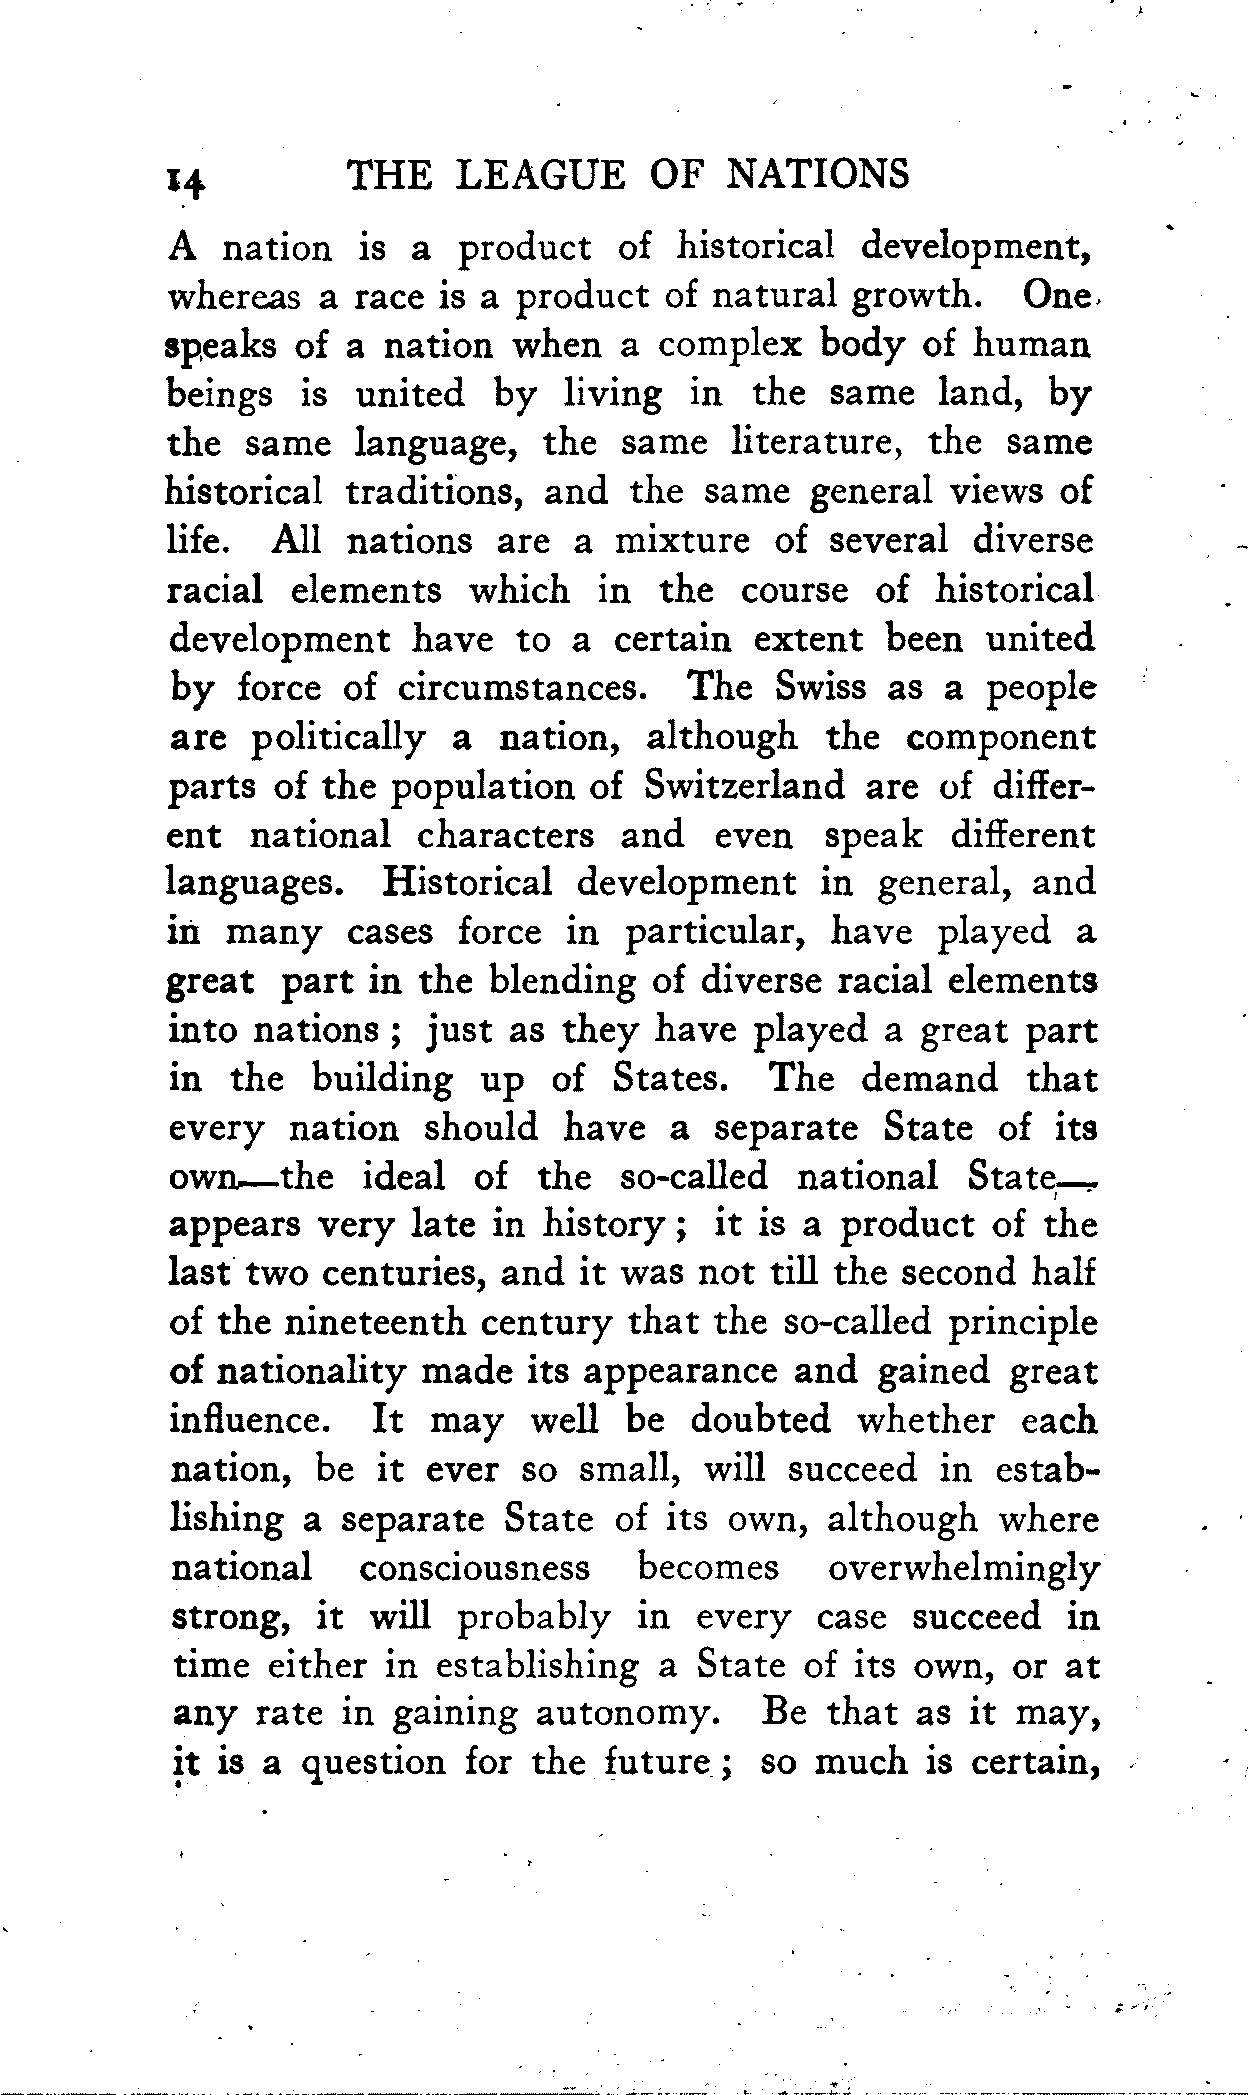 14 THE LEAGUE OF NATIONS
A nation is a product of historical development,
whereas a race is a product of natural growth. One
speaks of a nation when a complex body of human
beings is united by living in the same land, by
the same language, the same literature, the same
historical traditions, and the same general views of
life. All nations are a mixture of several diverse
racial elements which in the course of historical
development have to a certain extent been united
by force of circumstances. The Swiss as a people
are politically a nation, although the component
parts of the population of Switzerland are of differ-
ent national characters and even speak different
languages. Historical development in general, and
in many cases force in particular, have played a
great part in the blending of diverse racial elements
into nations ; just as they have played a great part
in the building up of States. The demand that
every nation should have a separate State of its
own—the ideal of the so-called national State—
appears very late in history ; it is a product of the
last two centuries, and it was not till the second half
of the nineteenth century that the so-called principle
of nationality made its appearance and gained great
influence. It may well be doubted whether each
nation, be it ever so small, will succeed in estab-
lishing a separate State of its own, although where
national consciousness becomes overwhelmingly
strong, it will probably in every case succeed in
time either in establishing a State of its own, or at
any rate in gaining autonomy. Be that as it may,
it is a question for the future ; so much is certain,